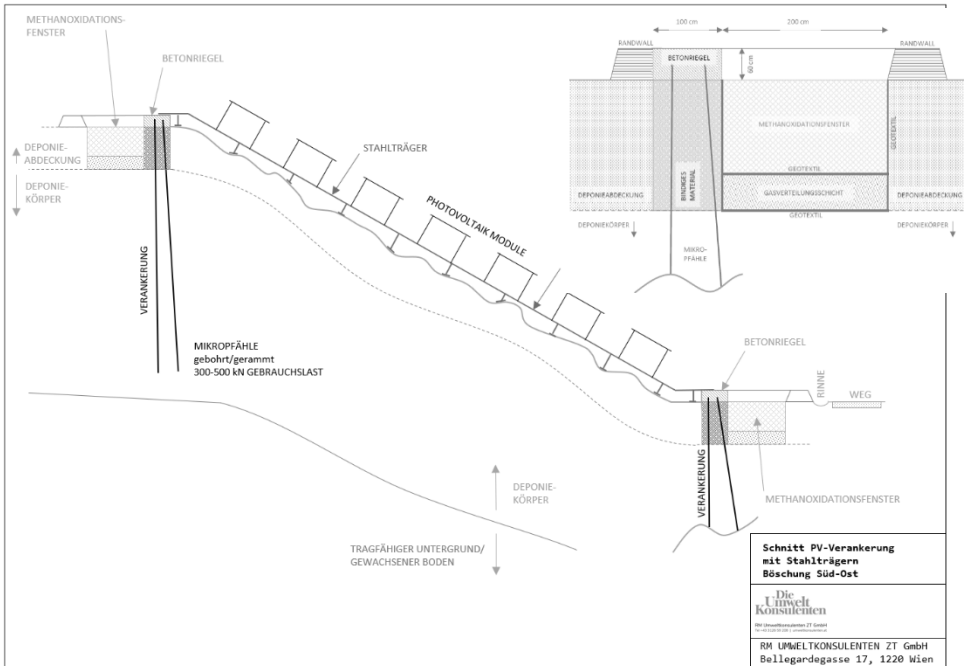 METHANOXIDATIONS-
FENSTER
BETONRIEGEL
DEPONIE-
ABDECKUNG
DEPONIE-
KÖRPER
STAHLTRÄGER
PHOTOVOLTAIK MODULE
VERANKERUNG
MIKROPFÄHLE
gebohrt/gerammt
300-500 kN GEBRAUCHSLAST
100 cm
200 cm
RANDWALL
RANDWALL
BETONRIEGEL
60 cm
METHANOXIDATIONSFENSTER
GEOTEXTIL
GEOTEXTIL
BINDIGES
MATERIAL
GASVERTEILUNGSSCHICHT
GEOTEXTIL
DEPONIEABDECKUNG
DEPONIEABDECKUNG
DEPONIEKÖRPER
DEPONIEKÖRPER
MIKRO-
PFÄHLE
BETONRIEGEL
RINNE
WEG
VERANKERUNG
METHANOXIDATIONSFENSTER
DEPONIE-
KÖRPER
TRAGFÄHIGER UNTERGRUND/
GEWACHSENER BODEN
Schnitt PV-Verankerung
mit Stahlträgern
Böschung Süd-Ost
Die
Umwelt
Konsulenten
RM Umweltkonsulenten ZT GmbH
RM UMWELTKONSULENTEN ZT GmbH
Bellegardegasse 17, 1220 Wien